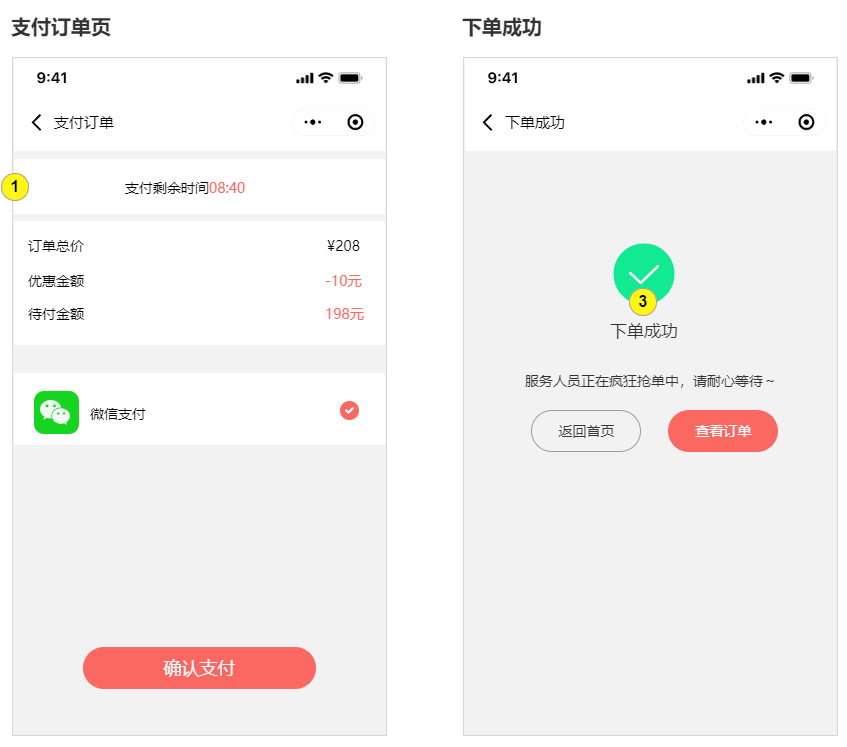 支付订单页
9:41
支付订单
1
支付剩余时间08:40
订单总价 ¥208
优惠金额 -10元
待付金额 198元
微信支付
确认支付
下单成功
9:41
下单成功
3
下单成功
服务人员正在疯狂抢单中，请耐心等待～
返回首页 查看订单